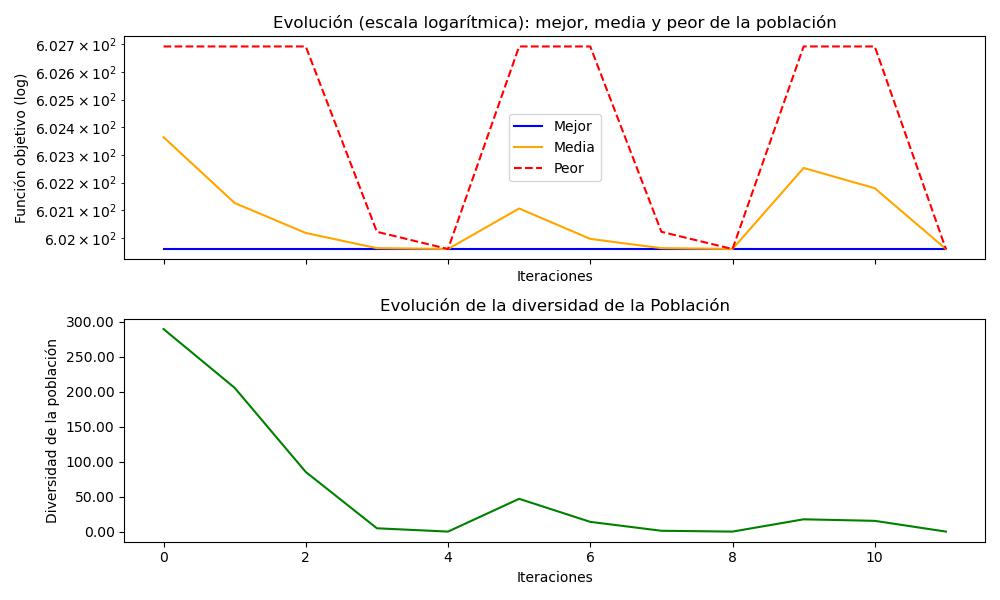 Evolución (escala logarítmica): mejor, media y peor de la población
Función objetivo (log)
6.027 × 10²
6.026 × 10²
6.025 × 10²
6.024 × 10²
6.023 × 10²
6.022 × 10²
6.021 × 10²
6.02 × 10²
Mejor
Media
Peor
Iteraciones
Evolución de la diversidad de la Población
Diversidad de la población
300.00
250.00
200.00
150.00
100.00
50.00
0.00
0 2 4 6 8 10
Iteraciones